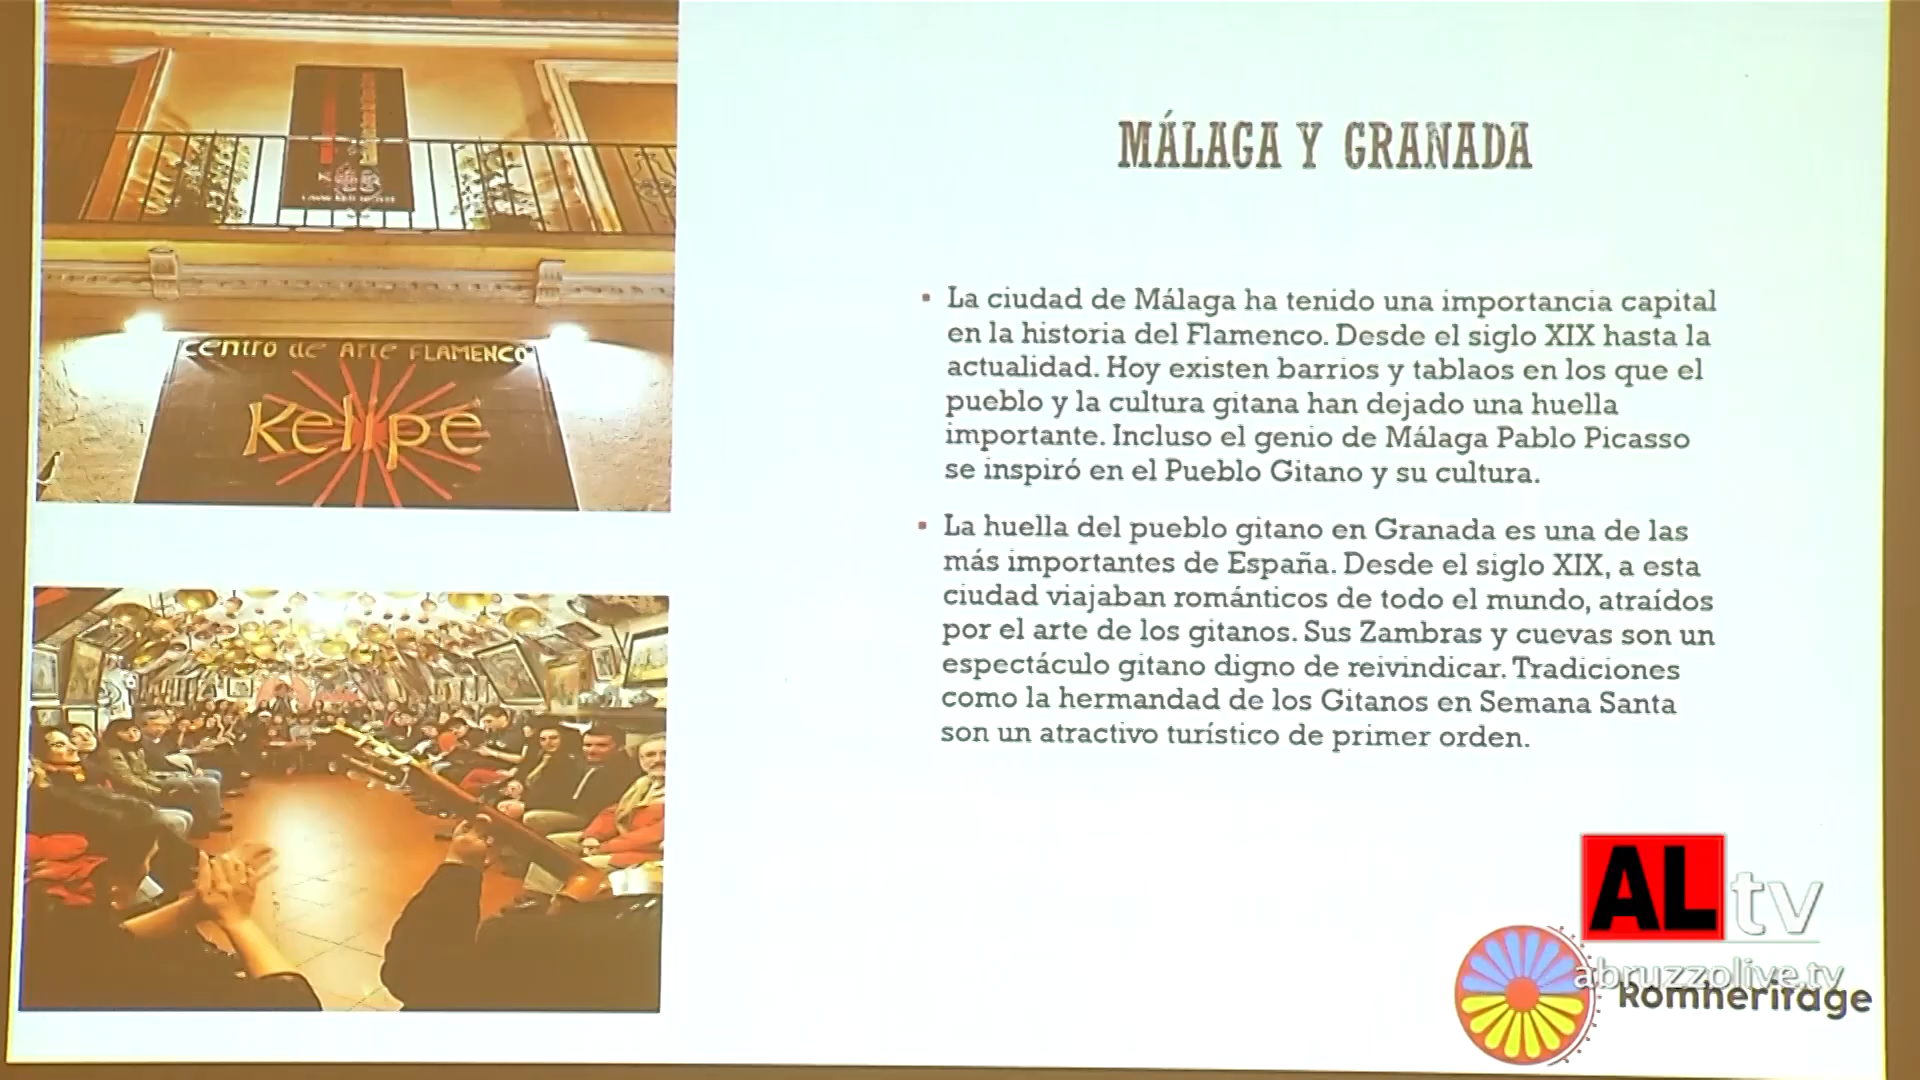 MÁLAGA Y GRANADA
La ciudad de Málaga ha tenido una importancia capital
en la historia del Flamenco. Desde el siglo XIX hasta la
actualidad. Hoy existen barrios y tablaos en los que el
pueblo y la cultura gitana han dejado una huella
importante. Incluso el genio de Málaga Pablo Picasso
se inspiró en el Pueblo Gitano y su cultura.
La huella del pueblo gitano en Granada es una de las
más importantes de España. Desde el siglo XIX, a esta
ciudad viajaban románticos de todo el mundo, atraídos
por el arte de los gitanos. Sus Zambras y cuevas son un
espectáculo gitano digno de reivindicar. Tradiciones
como la hermandad de los Gitanos en Semana Santa
son un atractivo turístico de primer orden.
centro de Arte FLAMENCO
Kelipe
ALtv
abruzzolive.tv
Romheritage